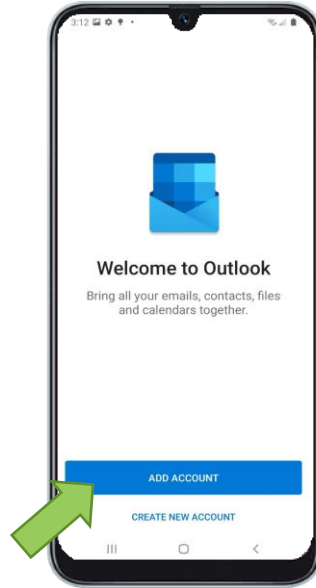 3:12
Welcome to Outlook
Bring all your emails, contacts, files
and calendars together.
ADD ACCOUNT
CREATE NEW ACCOUNT